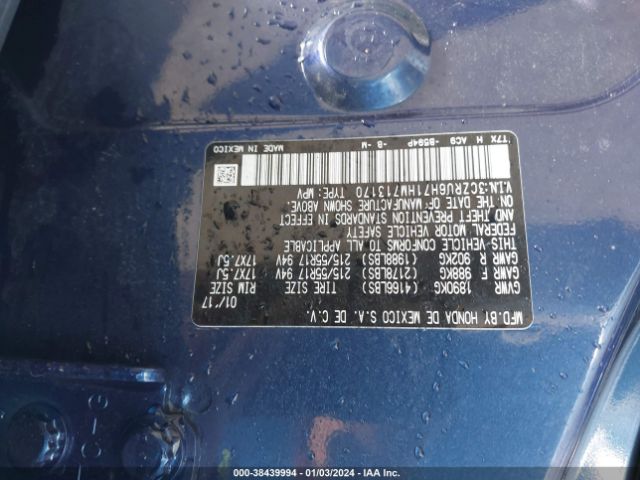 MFD.BY HONDA DE MEXICO S.A. DE C.V.
01/'17
GVWR 1890KG (4166LBS) TIRE SIZE RIM SIZE
GAWR F 988KG (2178LBS) 215/55R17 94V 17X7.5J
GAWR R 902KG (1988LBS) 215/55R17 94V 17X7.5J
THIS VEHICLE CONFORMS TO ALL APPLICABLE
FEDERAL MOTOR VEHICLE SAFETY
AND THEFT PREVENTION STANDARDS IN EFFECT
ON THE DATE OF MANUFACTURE SHOWN ABOVE.
V.I.N:3CZRU6H71HM713170 TYPE:MPV
'17X H AC9 -B594P -B -M MADE IN MEXICO
000-38439994 | 01/03/2024 | IAA Inc.